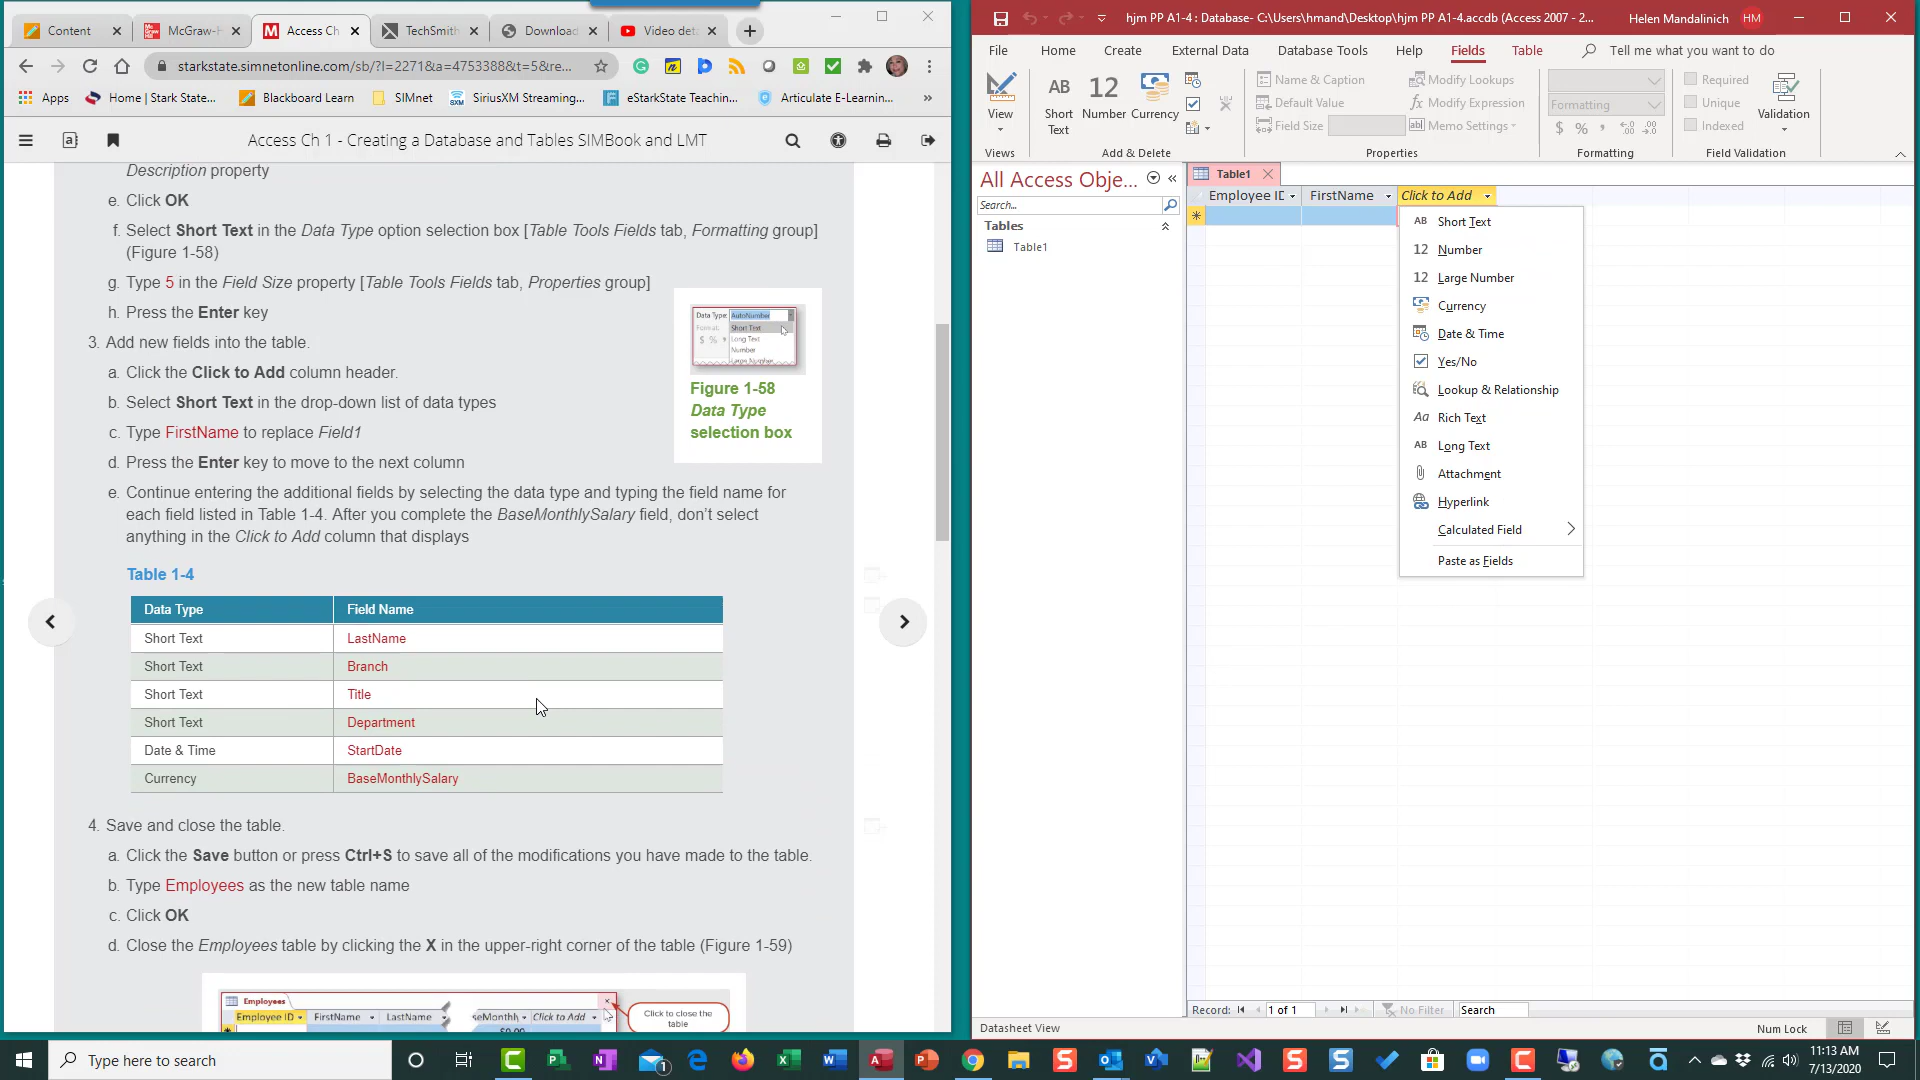 Content
McGraw-H
Access Ch
TechSmith
Download
Video det
starkstate.simnetonline.com/sb/?l=2271&a=4753388&t=5&re...
Apps
Home | Stark State...
Blackboard Learn
SIMnet
SiriusXM Streaming...
eStarkState Teachin...
Articulate E-Learnin...
»
Access Ch 1 - Creating a Database and Tables SIMBook and LMT
Description property
e. Click OK
f. Select Short Text in the Data Type option selection box [Table Tools Fields tab, Formatting group]
(Figure 1-58)
g. Type 5 in the Field Size property [Table Tools Fields tab, Properties group]
h. Press the Enter key
3. Add new fields into the table.
a. Click the Click to Add column header.
b. Select Short Text in the drop-down list of data types
c. Type FirstName to replace Field1
d. Press the Enter key to move to the next column
e. Continue entering the additional fields by selecting the data type and typing the field name for
each field listed in Table 1-4. After you complete the BaseMonthlySalary field, don't select
anything in the Click to Add column that displays
Data Type: AutoNumber
Format: Short Text
$ % , Long Text
Number
Large Number
Figure 1-58
Data Type
selection box
Table 1-4
Data Type Field Name
Short Text LastName
Short Text Branch
Short Text Title
Short Text Department
Date & Time StartDate
Currency BaseMonthlySalary
4. Save and close the table.
a. Click the Save button or press Ctrl+S to save all of the modifications you have made to the table.
b. Type Employees as the new table name
c. Click OK
d. Close the Employees table by clicking the X in the upper-right corner of the table (Figure 1-59)
Employees
Employee ID FirstName LastName seMonthly Click to Add
$0.00
Click to close the
table
hjm PP A1-4 : Database- C:\Users\hmand\Desktop\hjm PP A1-4.accdb (Access 2007 - 2...
Helen Mandalinich HM
File Home Create External Data Database Tools Help Fields Table Tell me what you want to do
View
Views
AB Short Text
12 Number
Currency
Add & Delete
Name & Caption
Default Value
Field Size
Modify Lookups
Modify Expression
Memo Settings
Properties
Formatting
$ % ,
Formatting
Required
Unique
Indexed
Validation
Field Validation
All Access Obje...
Search...
Tables
Table1
Table1
Employee ID FirstName Click to Add
AB Short Text
12 Number
12 Large Number
Currency
Date & Time
Yes/No
Lookup & Relationship
Aa Rich Text
AB Long Text
Attachment
Hyperlink
Calculated Field
Paste as Fields
Record: 1 of 1 No Filter Search
Datasheet View
Num Lock
Type here to search
11:13 AM
7/13/2020